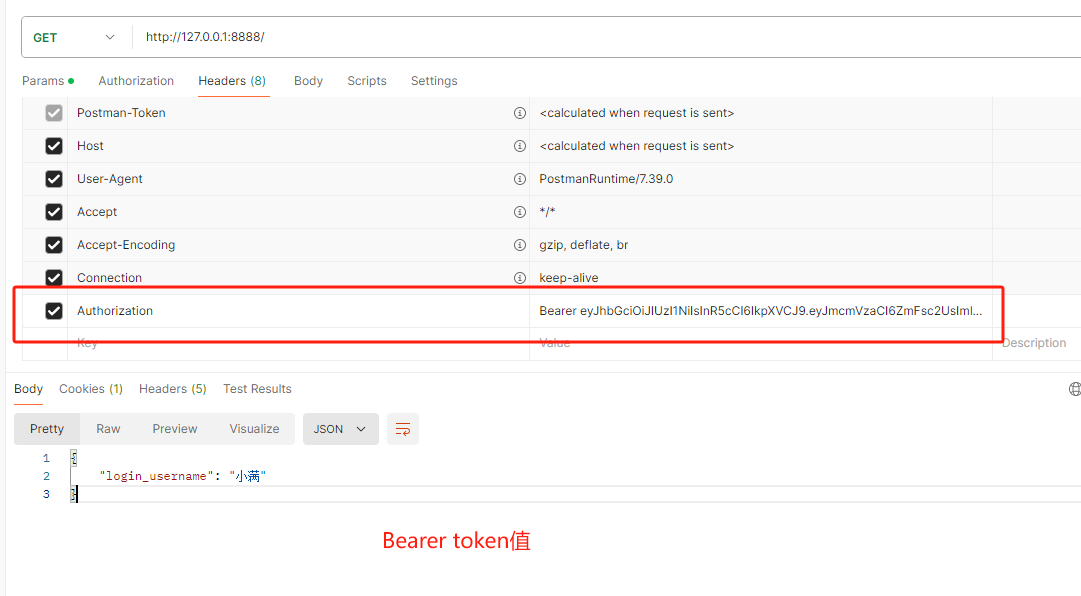 GET http://127.0.0.1:8888/
Params Authorization Headers (8) Body Scripts Settings
Postman-Token <calculated when request is sent>
Host <calculated when request is sent>
User-Agent PostmanRuntime/7.39.0
Accept */*
Accept-Encoding gzip, deflate, br
Connection keep-alive
Authorization Bearer eyJhbGciOiJIUzI1NiIsInR5cCI6IkpXVCJ9.eyJmcmVzaCI6ZmFsc2UsIml...
Key Value Description
Body Cookies (1) Headers (5) Test Results
Pretty Raw Preview Visualize JSON
1 {
2 "login_username": "小满"
3 }
Bearer token值